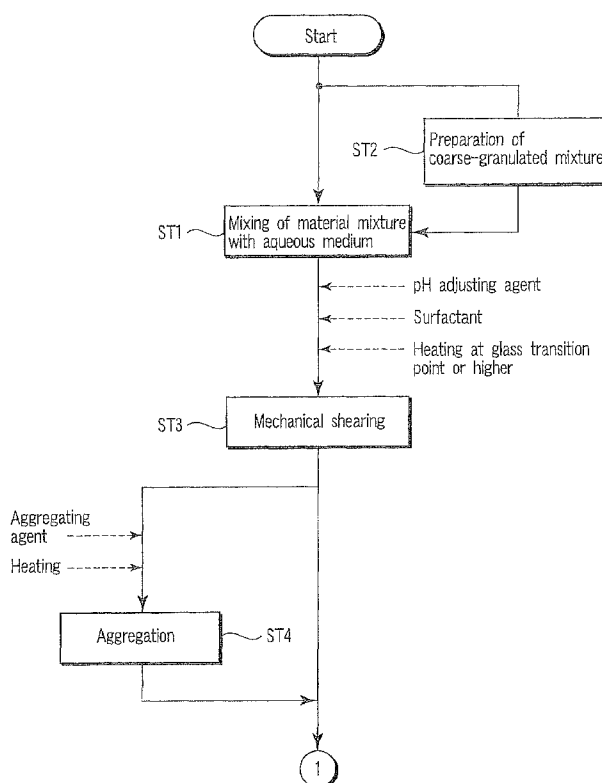 Start
ST2
Preparation of
coarse-granulated mixture
ST1
Mixing of material mixture
with aqueous medium
pH adjusting agent
Surfactant
Heating at glass transition
point or higher
ST3
Mechanical shearing
Aggregating
agent
Heating
Aggregation
ST4
1